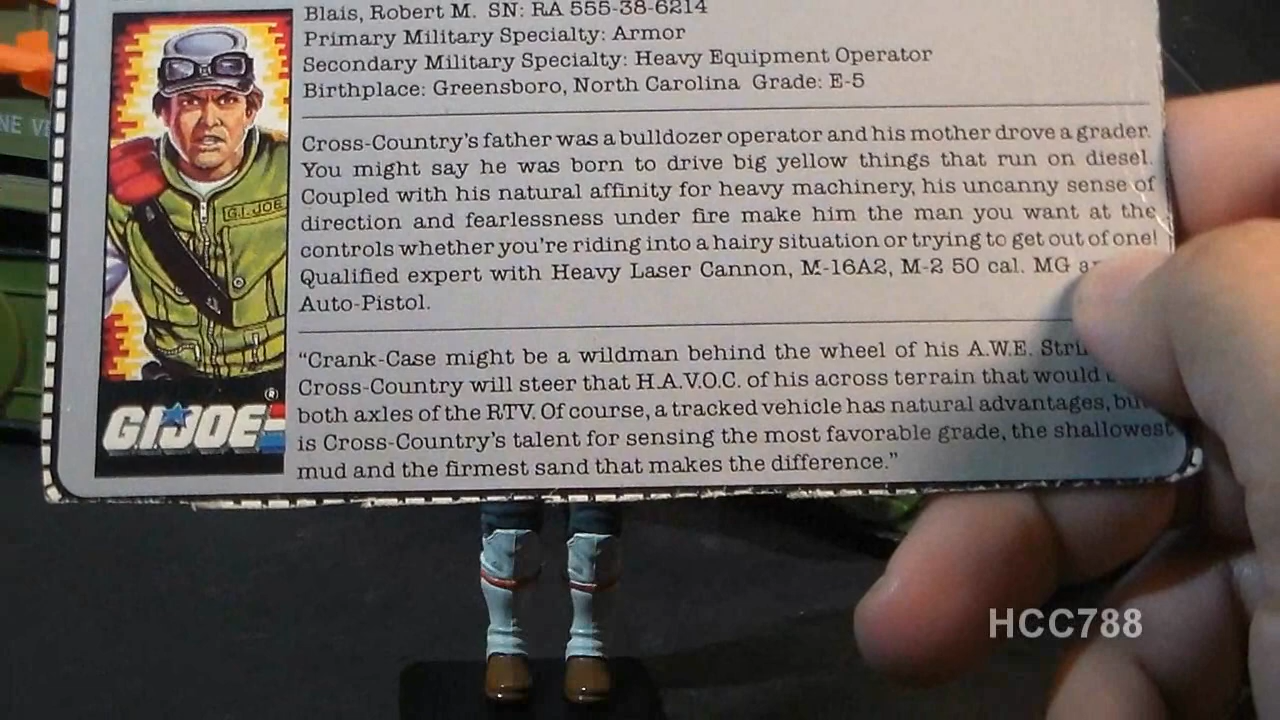 Blais, Robert M. SN: RA 555-38-6214
Primary Military Specialty: Armor
Secondary Military Specialty: Heavy Equipment Operator
Birthplace: Greensboro, North Carolina Grade: E-5
Cross-Country's father was a bulldozer operator and his mother drove a grader.
You might say he was born to drive big yellow things that run on diesel.
Coupled with his natural affinity for heavy machinery, his uncanny sense of
direction and fearlessness under fire make him the man you want at the
controls whether you're riding into a hairy situation or trying to get out of one!
Qualified expert with Heavy Laser Cannon, M-16A2, M-2 50 cal. MG
Auto-Pistol.
"Crank-Case might be a wildman behind the wheel of his A.W.E.
Cross-Country will steer that H.A.V.O.C. of his across terrain that would
both axles of the RTV. Of course, a tracked vehicle has natural advantages,
is Cross-Country's talent for sensing the most favorable grade, the shallowest
mud and the firmest sand that makes the difference."
G.I. JOE
GI JOE ®
NE
HCC788